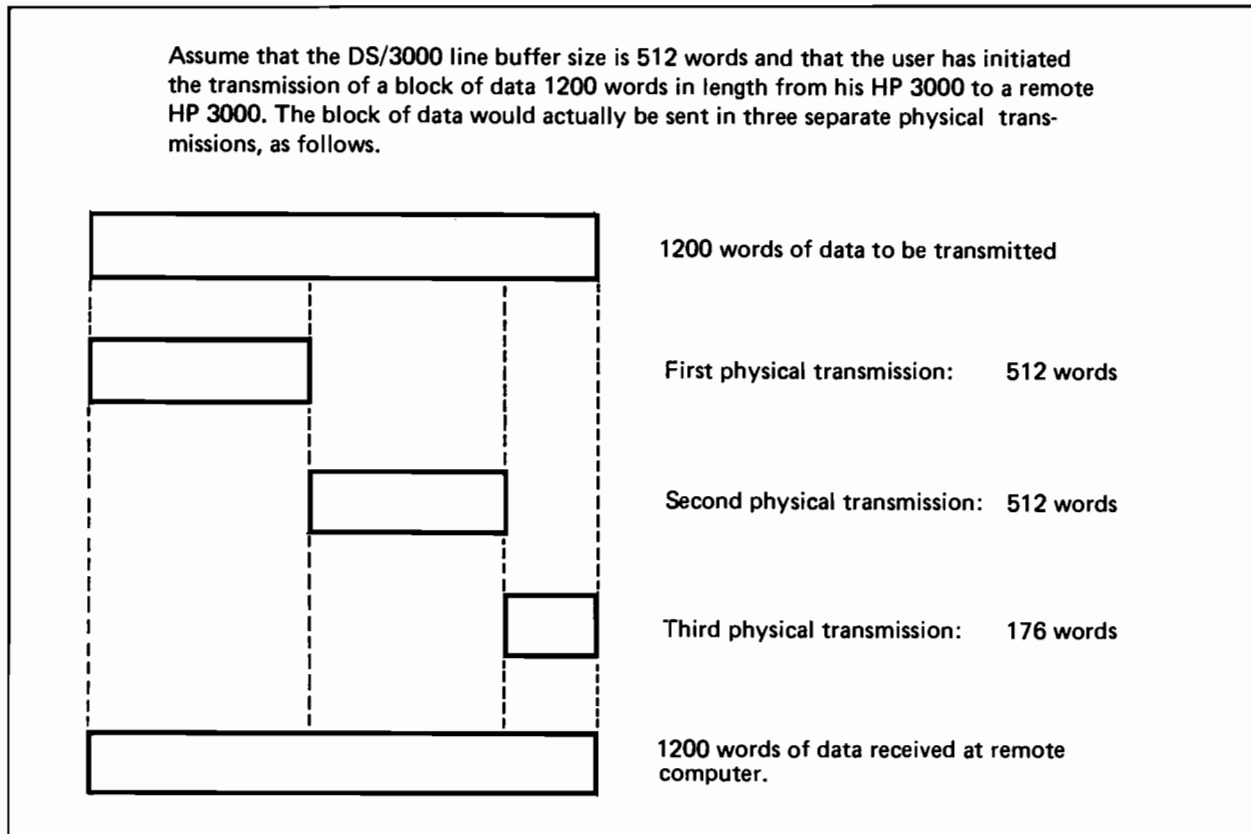 Assume that the DS/3000 line buffer size is 512 words and that the user has initiated
the transmission of a block of data 1200 words in length from his HP 3000 to a remote
HP 3000. The block of data would actually be sent in three separate physical trans-
missions, as follows.
1200 words of data to be transmitted
First physical transmission: 512 words
Second physical transmission: 512 words
Third physical transmission: 176 words
1200 words of data received at remote
computer.